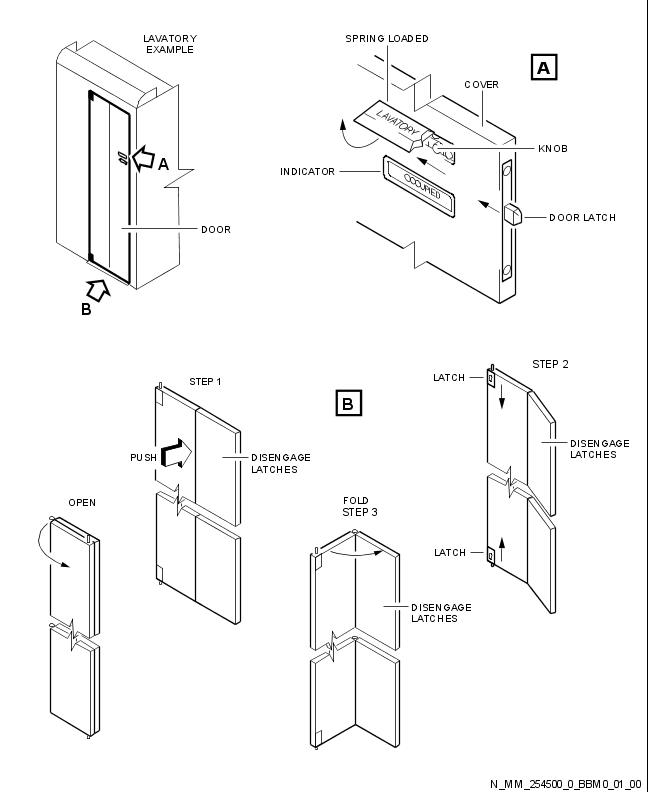 LAVATORY
EXAMPLE
A
DOOR
B
SPRING LOADED
A
COVER
LAVATORY
KNOB
INDICATOR
OCCUPIED
DOOR LATCH
STEP 1
B
STEP 2
LATCH
PUSH
DISENGAGE
LATCHES
DISENGAGE
LATCHES
OPEN
FOLD
STEP 3
LATCH
DISENGAGE
LATCHES
N_MM_254500_0_BBM0_01_00